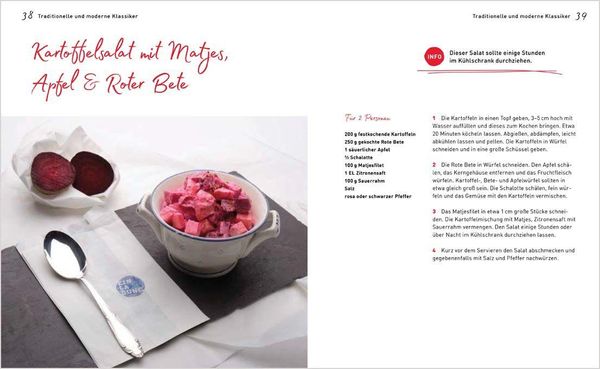 38 Traditionelle und moderne Klassiker
Kartoffelsalat mit Matjes,
Apfel & Roter Bete
Traditionelle und moderne Klassiker 39
INFO
Dieser Salat sollte einige Stunden
im Kühlschrank durchziehen.
Für 2 Personen
200 g festkochende Kartoffeln
250 g gekochte Rote Bete
1 säuerlicher Apfel
½ Schalotte
100 g Matjesfilet
1 EL Zitronensaft
100 g Sauerrahm
Salz
rosa oder schwarzer Pfeffer
1 Die Kartoffeln in einen Topf geben, 3–5 cm hoch mit
Wasser auffüllen und dieses zum Kochen bringen. Etwa
20 Minuten köcheln lassen. Abgießen, abdämpfen, leicht
abkühlen lassen und pellen. Die Kartoffeln in Würfel
schneiden und in eine große Schüssel geben.
2 Die Rote Bete in Würfel schneiden. Den Apfel schä-
len, das Kerngehäuse entfernen und das Fruchtfleisch
würfeln. Kartoffel-, Bete- und Apfelwürfel sollten in
etwa gleich groß sein. Die Schalotte schälen, fein wür-
feln und das Gemüse mit den Kartoffeln vermischen.
3 Das Matjesfilet in etwa 1 cm große Stücke schnei-
den. Die Kartoffelmischung mit Matjes, Zitronensaft mit
Sauerrahm vermengen. Den Salat einige Stunden oder
über Nacht im Kühlschrank durchziehen lassen.
4 Kurz vor dem Servieren den Salat abschmecken und
gegebenenfalls mit Salz und Pfeffer nachwürzen.